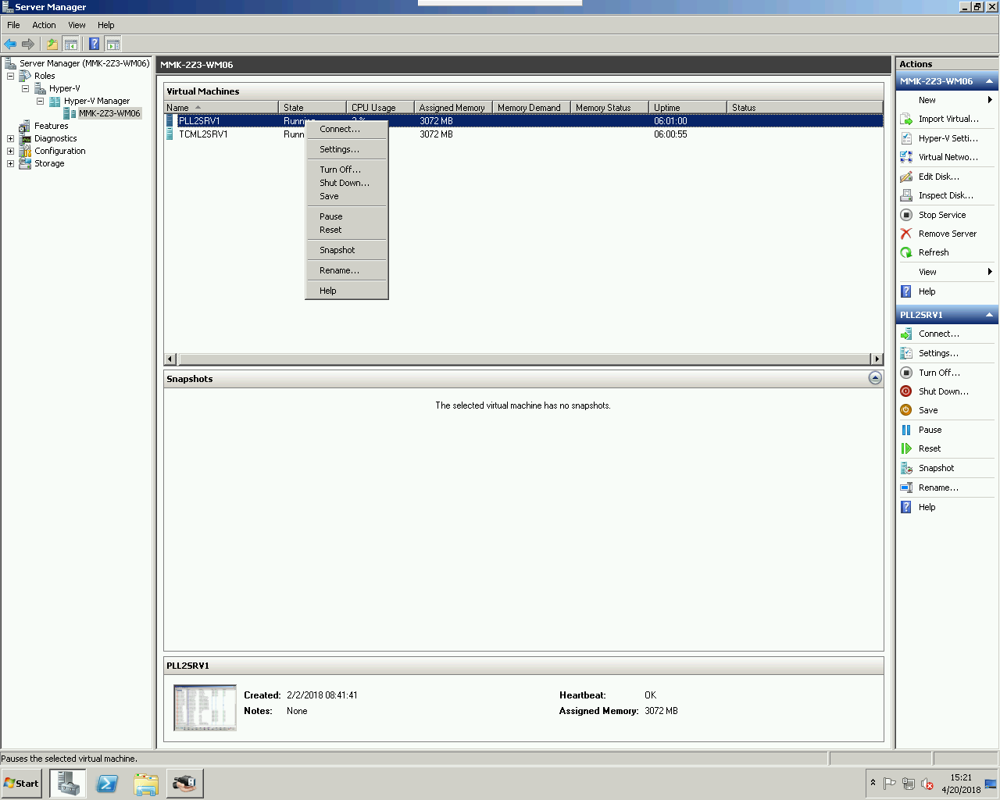 Server Manager
File Action View Help
Server Manager (MMK-2Z3-WM06)
Roles
Hyper-V
Hyper-V Manager
MMK-2Z3-WM06
Features
Diagnostics
Configuration
Storage
MMK-2Z3-WM06
Virtual Machines
Name State CPU Usage Assigned Memory Memory Demand Memory Status Uptime Status
PLL2SRV1 Running 3072 MB 06:01:00
TCML2SRV1 Runn 3072 MB 06:00:55
Connect...
Settings...
Turn Off...
Shut Down...
Save
Pause
Reset
Snapshot
Rename...
Help
Snapshots
The selected virtual machine has no snapshots.
PLL2SRV1
Created: 2/2/2018 08:41:41
Notes: None
Heartbeat: OK
Assigned Memory: 3072 MB
Actions
MMK-2Z3-WM06
New
Import Virtual...
Hyper-V Setti...
Virtual Netwo...
Edit Disk...
Inspect Disk...
Stop Service
Remove Server
Refresh
View
Help
PLL2SRV1
Connect...
Settings...
Turn Off...
Shut Down...
Save
Pause
Reset
Snapshot
Rename...
Help
Pauses the selected virtual machine.
Start
15:21
4/20/2018